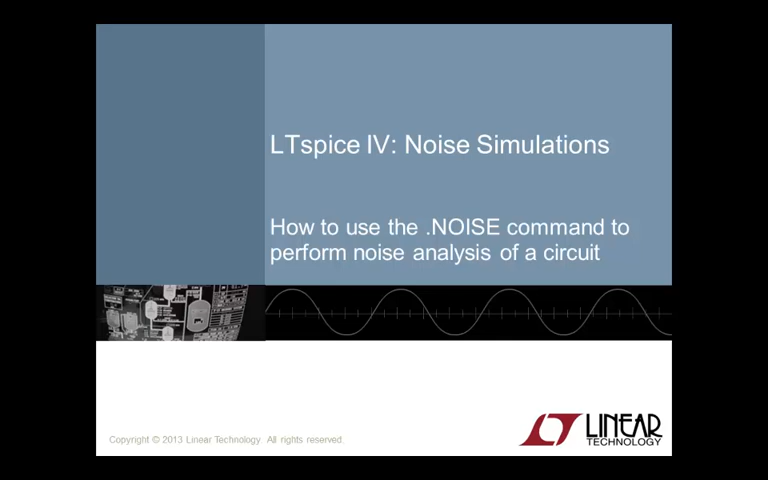 LTspice IV: Noise Simulations
How to use the .NOISE command to
perform noise analysis of a circuit
LINEAR
TECHNOLOGY
Copyright © 2013 Linear Technology. All rights reserved.